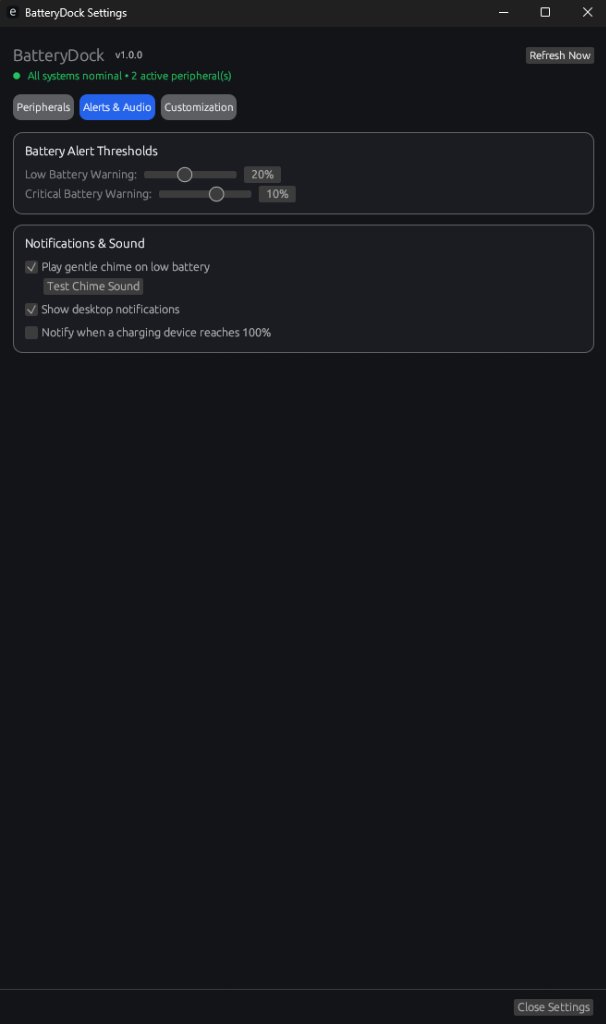 e BatteryDock Settings
BatteryDock v1.0.0 Refresh Now
All systems nominal • 2 active peripheral(s)
Peripherals Alerts & Audio Customization
Battery Alert Thresholds
Low Battery Warning: 20%
Critical Battery Warning: 10%
Notifications & Sound
Play gentle chime on low battery
Test Chime Sound
Show desktop notifications
Notify when a charging device reaches 100%
Close Settings